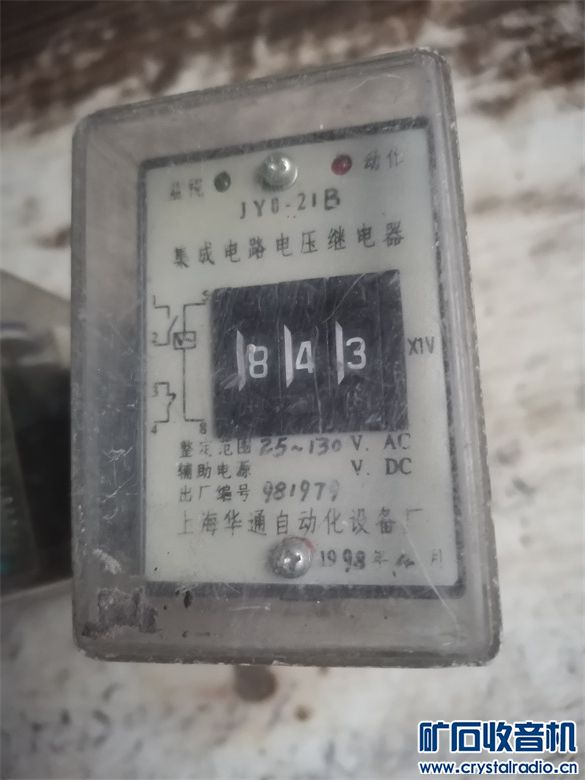 监视 动作
JY8-21B
集成电路电压继电器
5
1
2
3
4
8
8 4 3
X1V
整定范围 25~130 V. AC
辅助电源 V. DC
出厂编号 981979
上海华通自动化设备厂
1998年 月
矿石收音机
www.crystalradio.cn